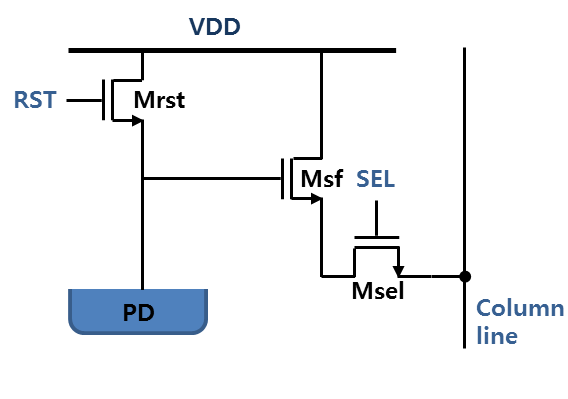 VDD
RST
Mrst
Msf
SEL
Msel
PD
Column
line